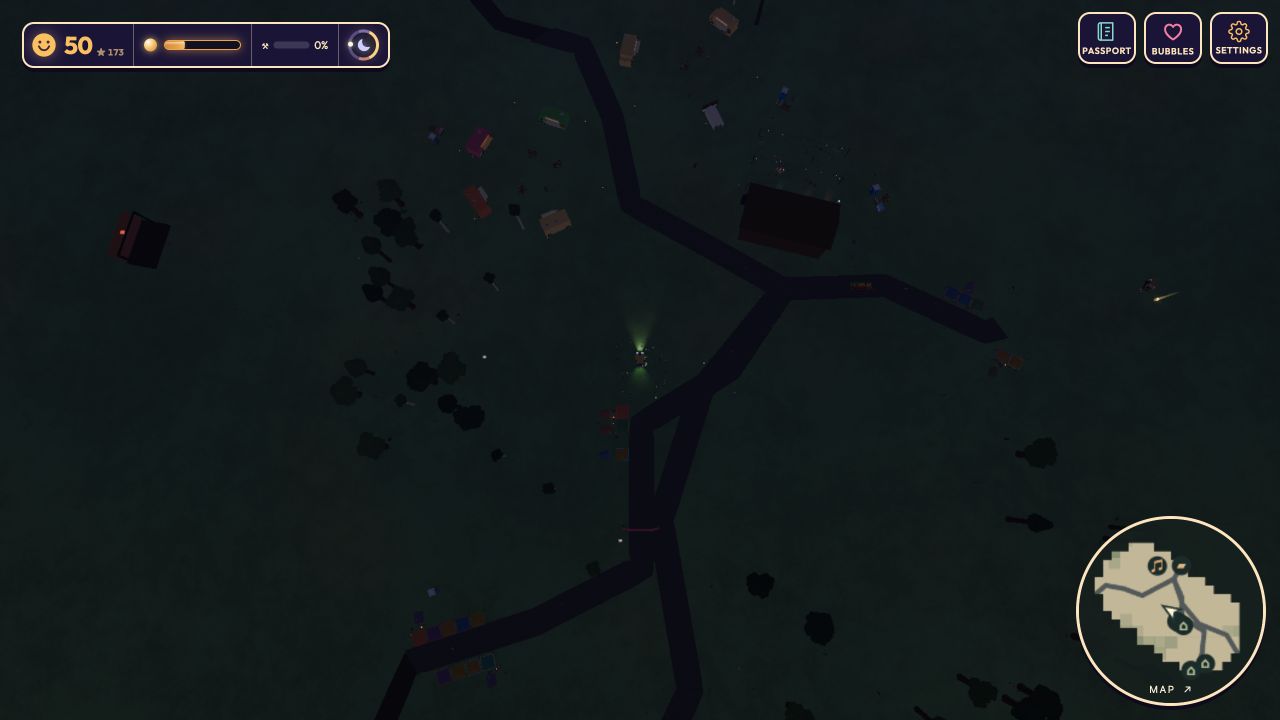 50 ★173
0%
PASSPORT
BUBBLES
SETTINGS
MAP ↗